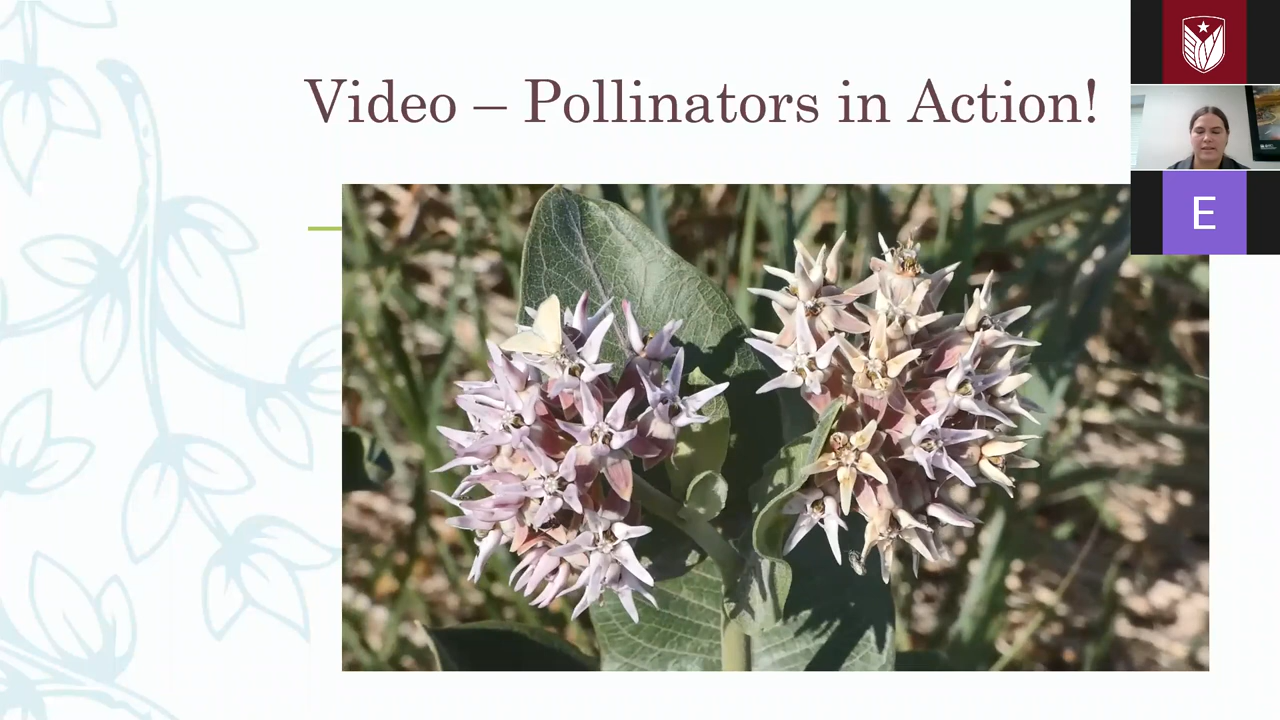 Video – Pollinators in Action!
E